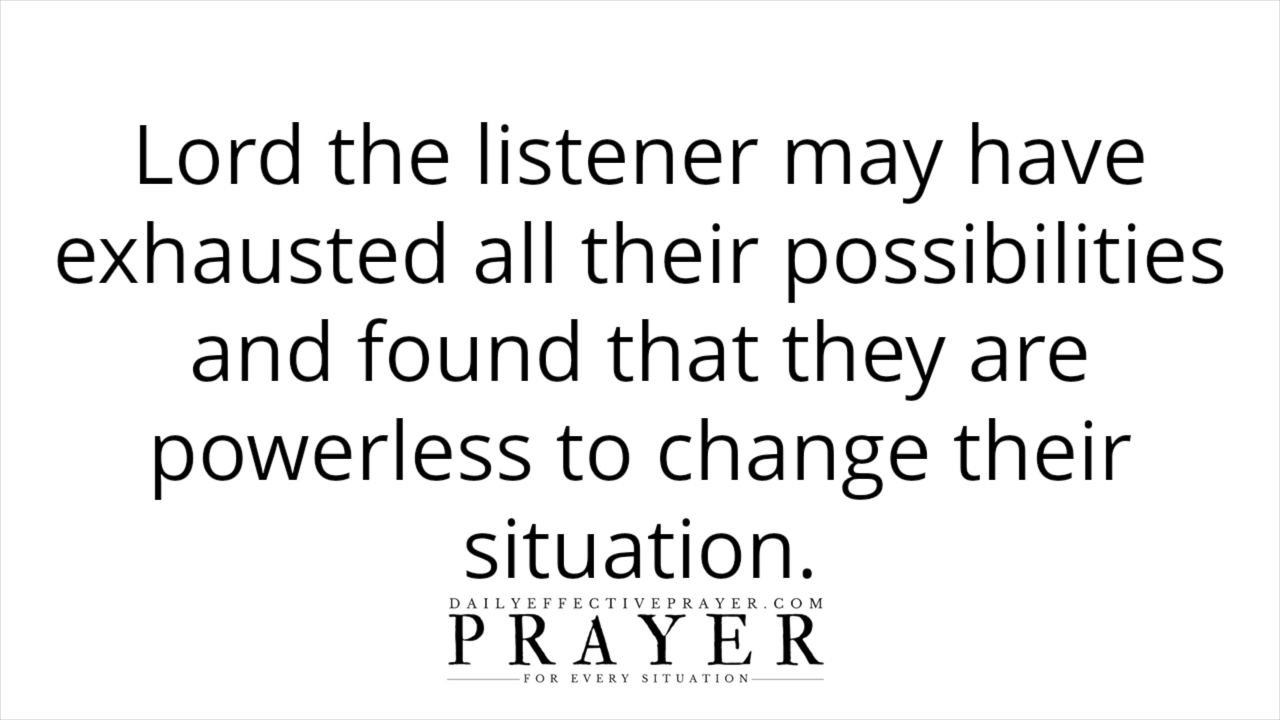 Lord the listener may have
exhausted all their possibilities
and found that they are
powerless to change their
situation.
DAILYEFFECTIVEPRAYER.COM
PRAYER
FOR EVERY SITUATION